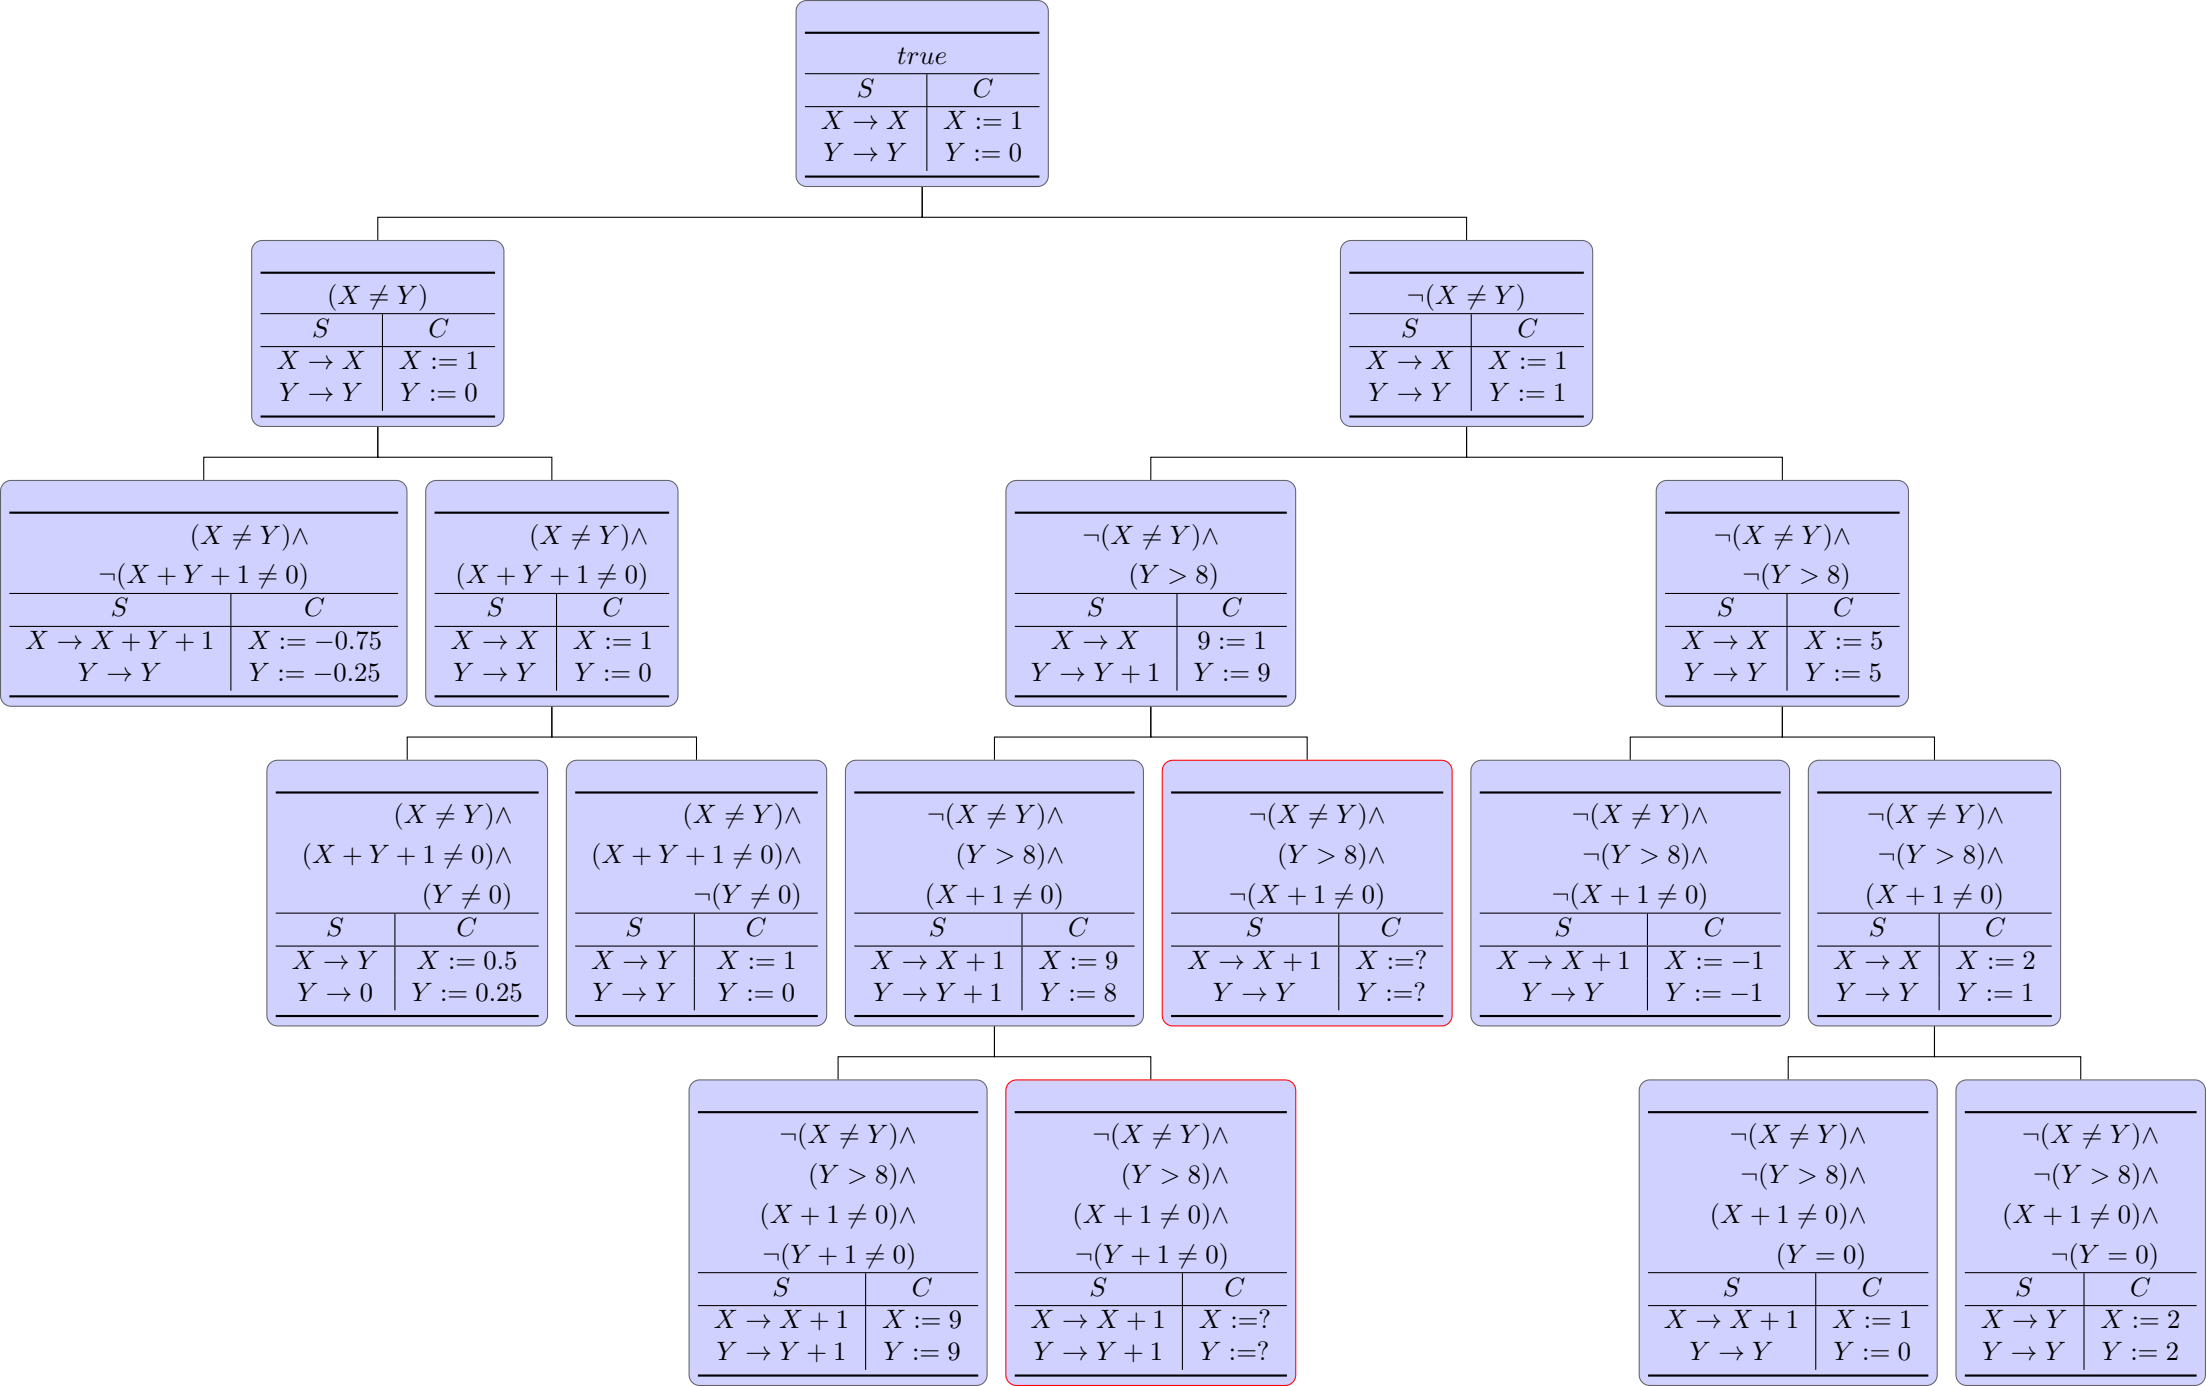 true
S C
X → X X := 1
Y → Y Y := 0
(X ≠ Y)
S C
X → X X := 1
Y → Y Y := 0
¬(X ≠ Y)
S C
X → X X := 1
Y → Y Y := 1
(X ≠ Y)∧
¬(X + Y + 1 ≠ 0)
S C
X → X + Y + 1 X := −0.75
Y → Y Y := −0.25
(X ≠ Y)∧
(X + Y + 1 ≠ 0)
S C
X → X X := 1
Y → Y Y := 0
¬(X ≠ Y)∧
(Y > 8)
S C
X → X 9 := 1
Y → Y + 1 Y := 9
¬(X ≠ Y)∧
¬(Y > 8)
S C
X → X X := 5
Y → Y Y := 5
(X ≠ Y)∧
(X + Y + 1 ≠ 0)∧
(Y ≠ 0)
S C
X → Y X := 0.5
Y → 0 Y := 0.25
(X ≠ Y)∧
(X + Y + 1 ≠ 0)∧
¬(Y ≠ 0)
S C
X → Y X := 1
Y → Y Y := 0
¬(X ≠ Y)∧
(Y > 8)∧
(X + 1 ≠ 0)
S C
X → X + 1 X := 9
Y → Y + 1 Y := 8
¬(X ≠ Y)∧
(Y > 8)∧
¬(X + 1 ≠ 0)
S C
X → X + 1 X :=?
Y → Y Y :=?
¬(X ≠ Y)∧
¬(Y > 8)∧
¬(X + 1 ≠ 0)
S C
X → X + 1 X := −1
Y → Y Y := −1
¬(X ≠ Y)∧
¬(Y > 8)∧
(X + 1 ≠ 0)
S C
X → X X := 2
Y → Y Y := 1
¬(X ≠ Y)∧
(Y > 8)∧
(X + 1 ≠ 0)∧
¬(Y + 1 ≠ 0)
S C
X → X + 1 X := 9
Y → Y + 1 Y := 9
¬(X ≠ Y)∧
(Y > 8)∧
(X + 1 ≠ 0)∧
¬(Y + 1 ≠ 0)
S C
X → X + 1 X :=?
Y → Y + 1 Y :=?
¬(X ≠ Y)∧
¬(Y > 8)∧
(X + 1 ≠ 0)∧
(Y = 0)
S C
X → X + 1 X := 1
Y → Y Y := 0
¬(X ≠ Y)∧
¬(Y > 8)∧
(X + 1 ≠ 0)∧
¬(Y = 0)
S C
X → Y X := 2
Y → Y Y := 2